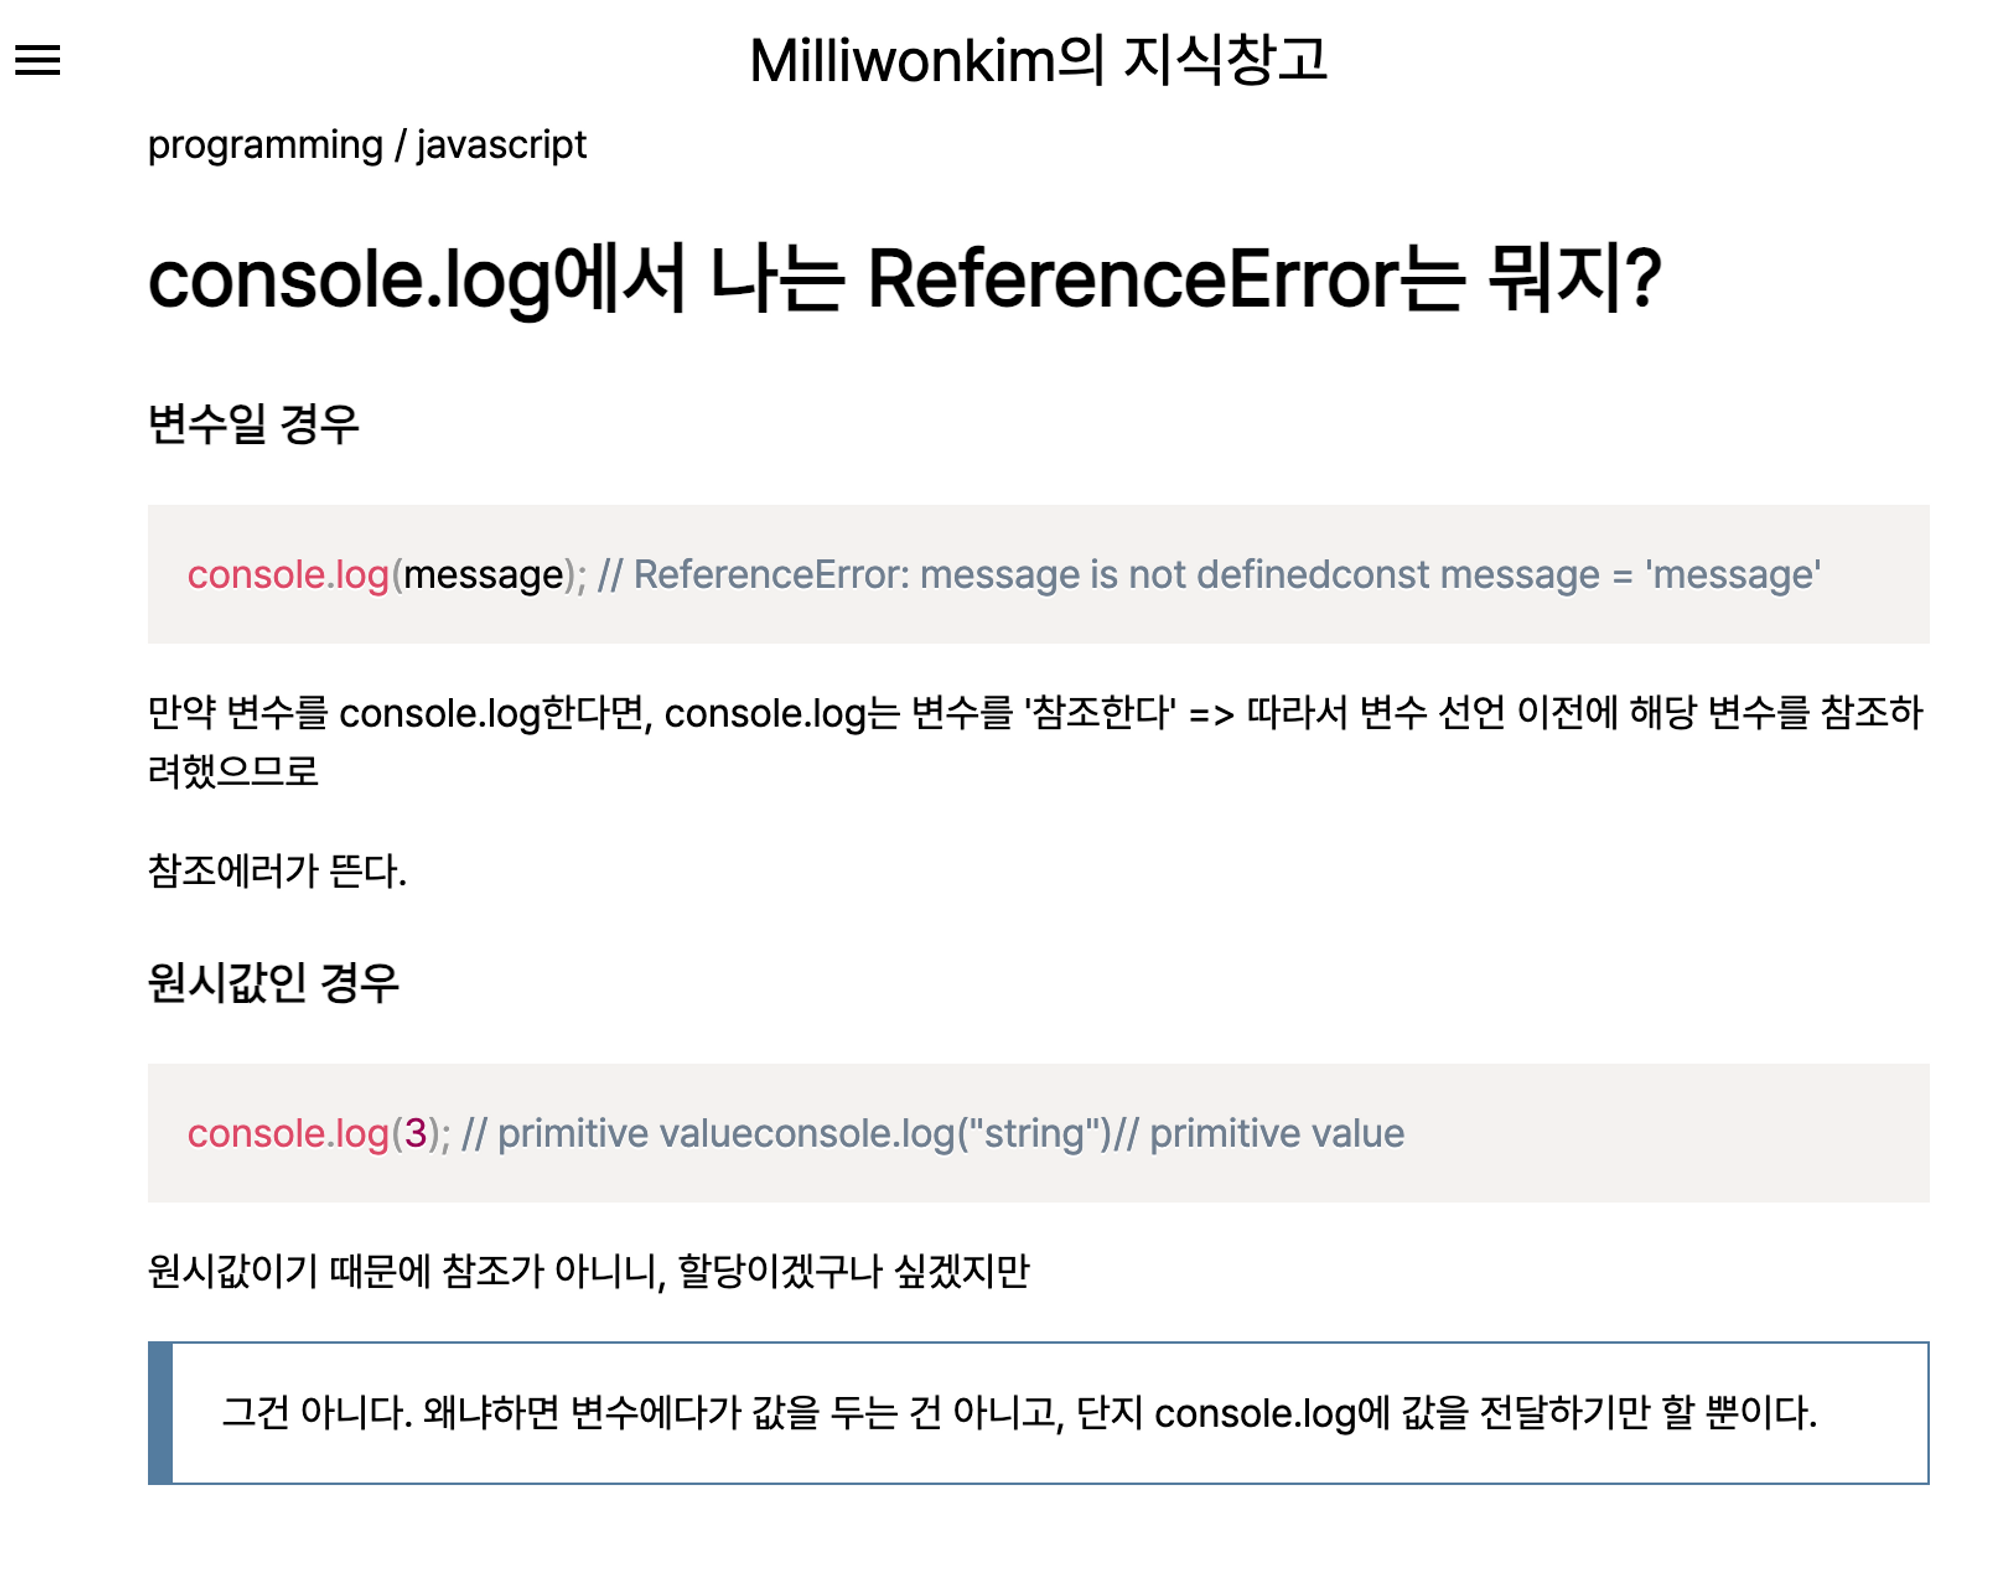 Milliwonkim의 지식창고
programming / javascript
console.log에서 나는 ReferenceError는 뭐지?
변수일 경우
console.log(message); // ReferenceError: message is not definedconst message = 'message'
만약 변수를 console.log한다면, console.log는 변수를 '참조한다' => 따라서 변수 선언 이전에 해당 변수를 참조하
려했으므로
참조에러가 뜬다.
원시값인 경우
console.log(3); // primitive valueconsole.log("string")// primitive value
원시값이기 때문에 참조가 아니니, 할당이겠구나 싶겠지만
그건 아니다. 왜냐하면 변수에다가 값을 두는 건 아니고, 단지 console.log에 값을 전달하기만 할 뿐이다.